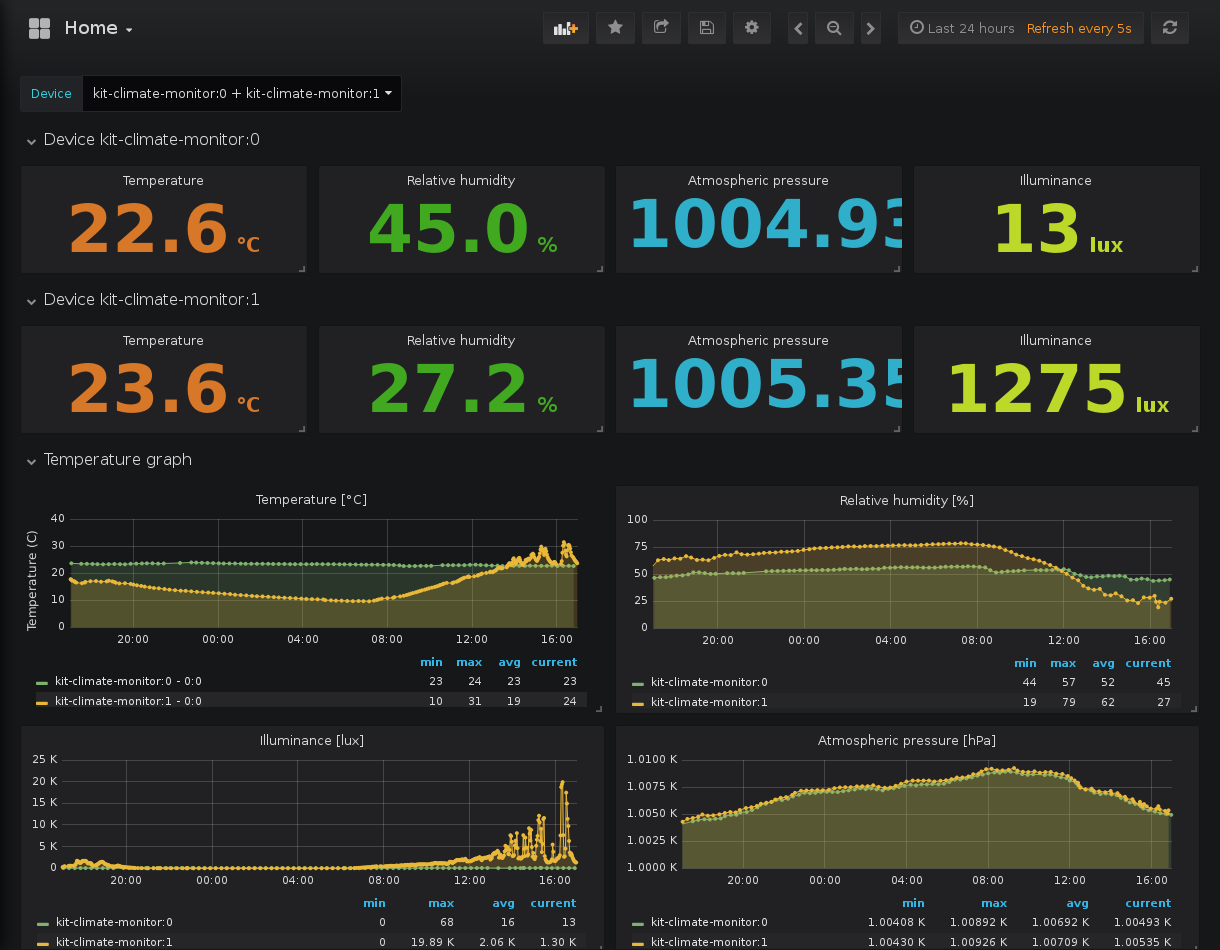 Home
Last 24 hours Refresh every 5s
Device kit-climate-monitor:0 + kit-climate-monitor:1
Device kit-climate-monitor:0
Temperature Relative humidity Atmospheric pressure Illuminance
22.6 °C 45.0 % 1004.93 13 lux
Device kit-climate-monitor:1
Temperature Relative humidity Atmospheric pressure Illuminance
23.6 °C 27.2 % 1005.35 1275 lux
Temperature graph
Temperature [°C]
Temperature (C)
40
30
20
10
0
20:00 00:00 04:00 08:00 12:00 16:00
min max avg current
kit-climate-monitor:0 - 0:0 23 24 23 23
kit-climate-monitor:1 - 0:0 10 31 19 24
Relative humidity [%]
100
75
50
25
0
20:00 00:00 04:00 08:00 12:00 16:00
min max avg current
kit-climate-monitor:0 44 57 52 45
kit-climate-monitor:1 19 79 62 27
Illuminance [lux]
25 K
20 K
15 K
10 K
5 K
0
20:00 00:00 04:00 08:00 12:00 16:00
min max avg current
kit-climate-monitor:0 0 68 16 13
kit-climate-monitor:1 0 19.89 K 2.06 K 1.30 K
Atmospheric pressure [hPa]
1.0100 K
1.0075 K
1.0050 K
1.0025 K
1.0000 K
20:00 00:00 04:00 08:00 12:00 16:00
min max avg current
kit-climate-monitor:0 1.00408 K 1.00892 K 1.00692 K 1.00493 K
kit-climate-monitor:1 1.00430 K 1.00926 K 1.00709 K 1.00535 K